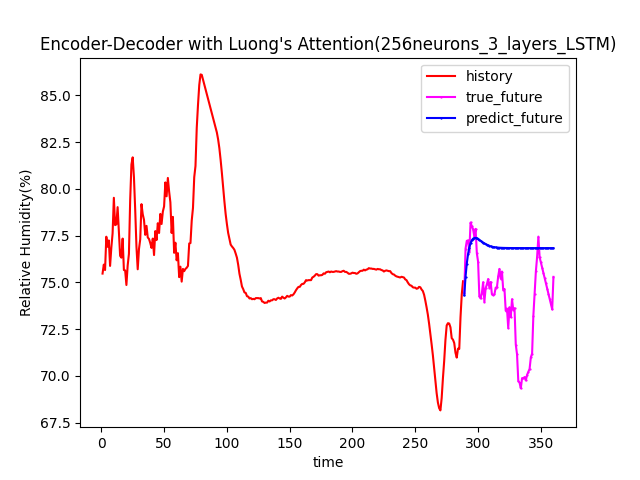 Encoder-Decoder with Luong's Attention(256neurons_3_layers_LSTM)
history
true_future
predict_future
Relative Humidity(%)
85.0
82.5
80.0
77.5
75.0
72.5
70.0
67.5
0 50 100 150 200 250 300 350
time